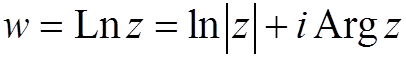 w = Ln z = ln|z| + i Arg z